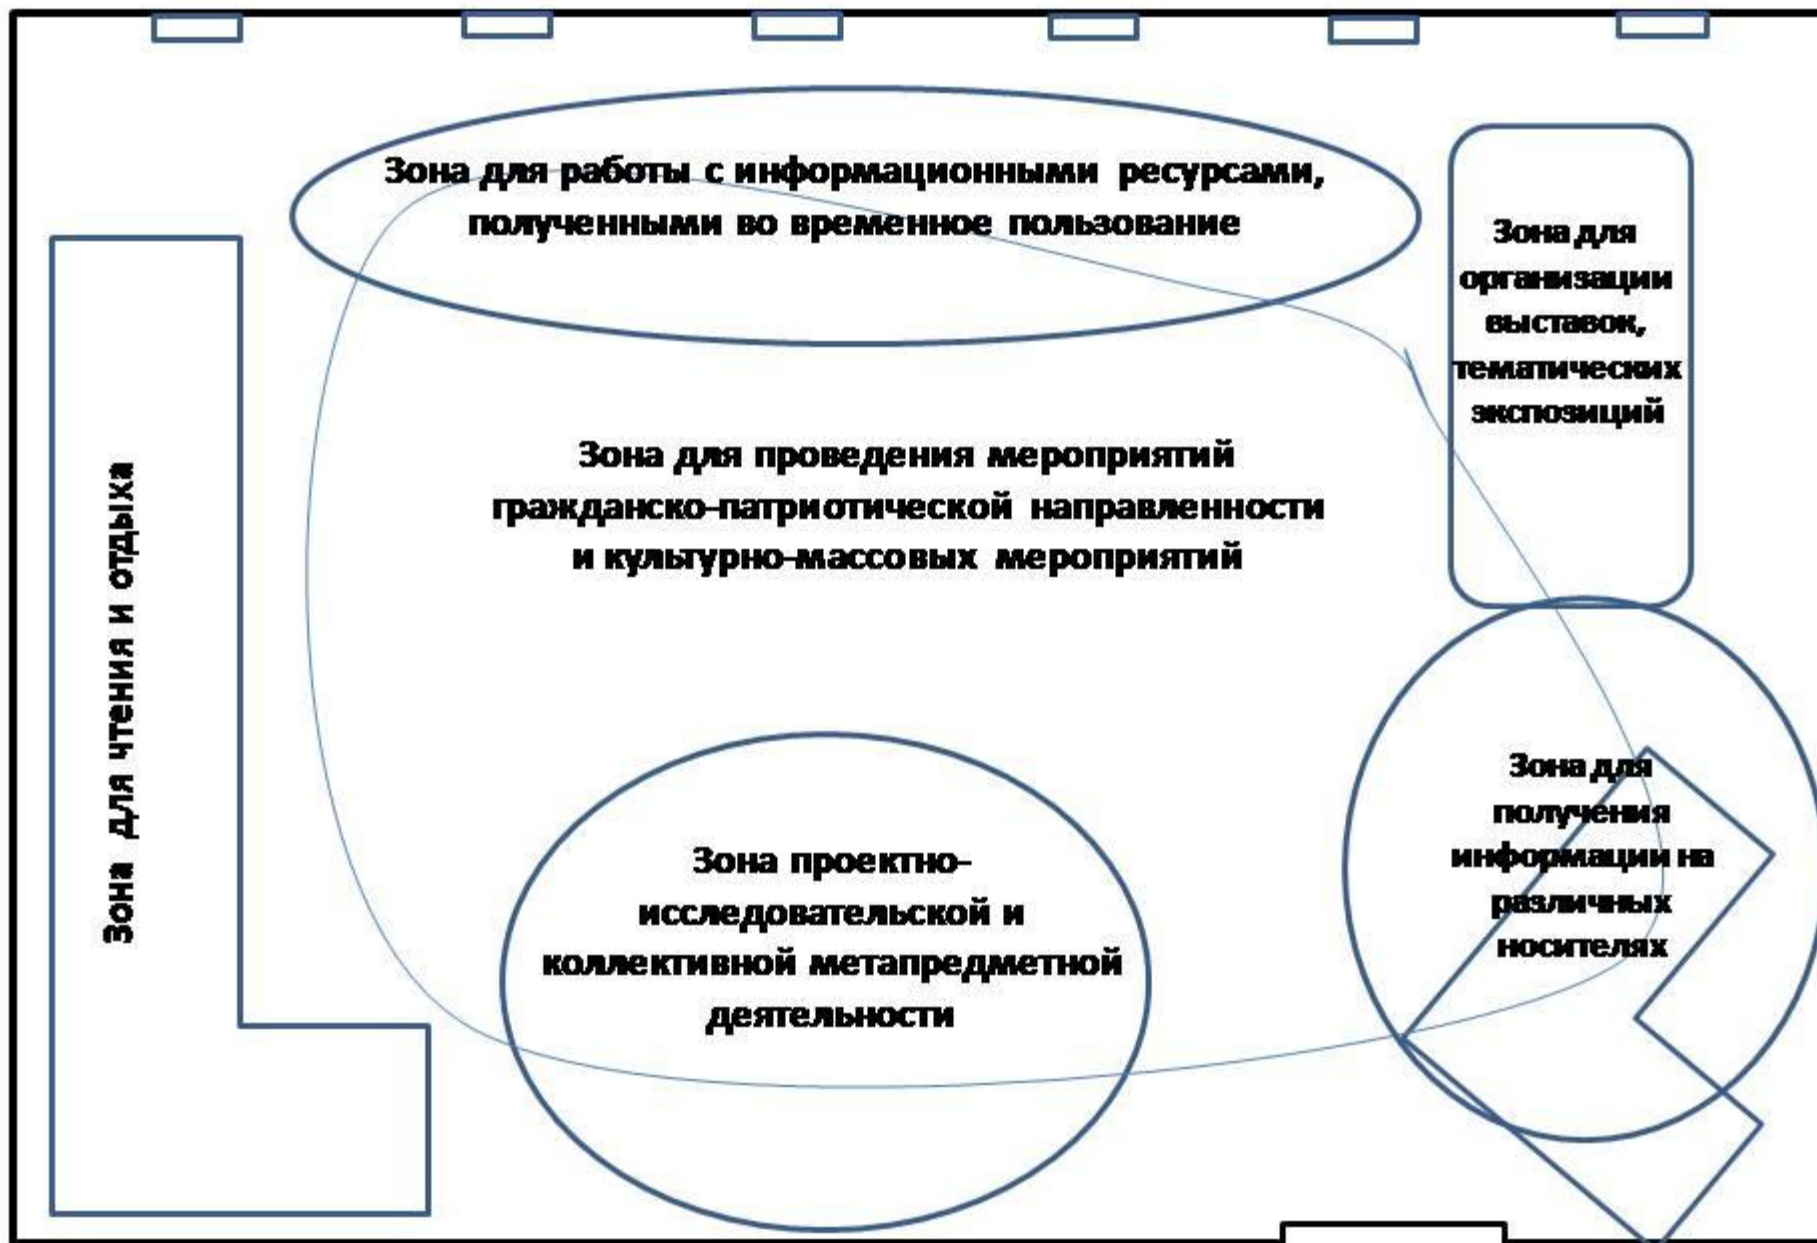 Зона для работы с информационными ресурсами,
полученными во временное пользование
Зона для
организации
выставок,
тематических
экспозиций
Зона для проведения мероприятий
гражданско-патриотической направленности
и культурно-массовых мероприятий
Зона для чтения и отдыха
Зона проектно-
исследовательской и
коллективной метапредметной
деятельности
Зона для
получения
информации на
различных
носителях